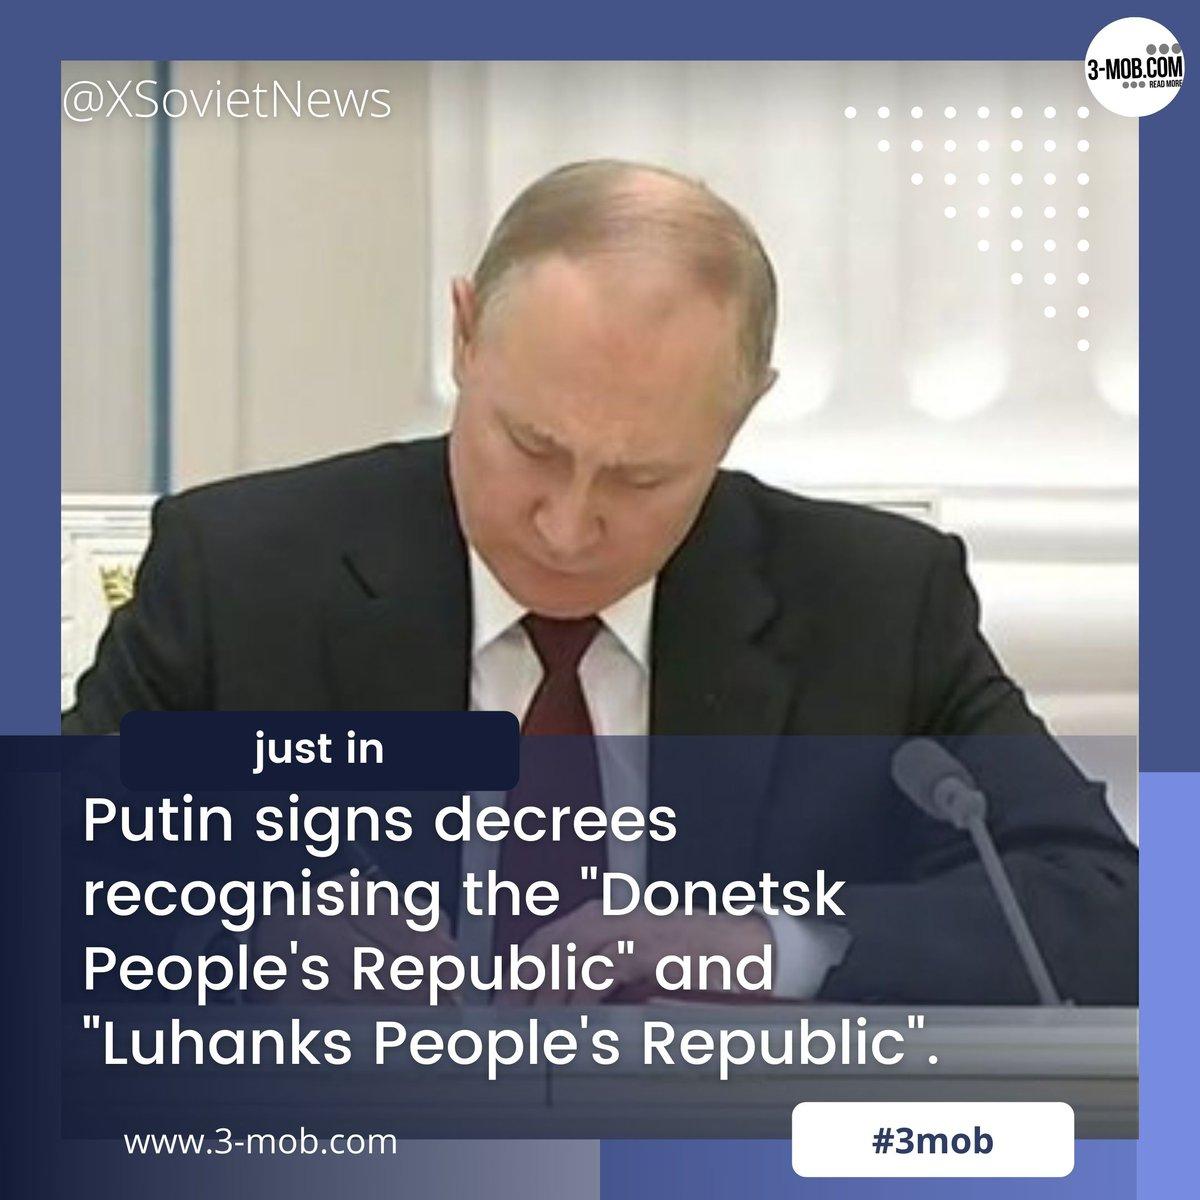 @XSovietNews
3-MOB.COM
READ MORE
just in
Putin signs decrees
recognising the "Donetsk
People's Republic" and
"Luhanks People's Republic".
www.3-mob.com
#3mob